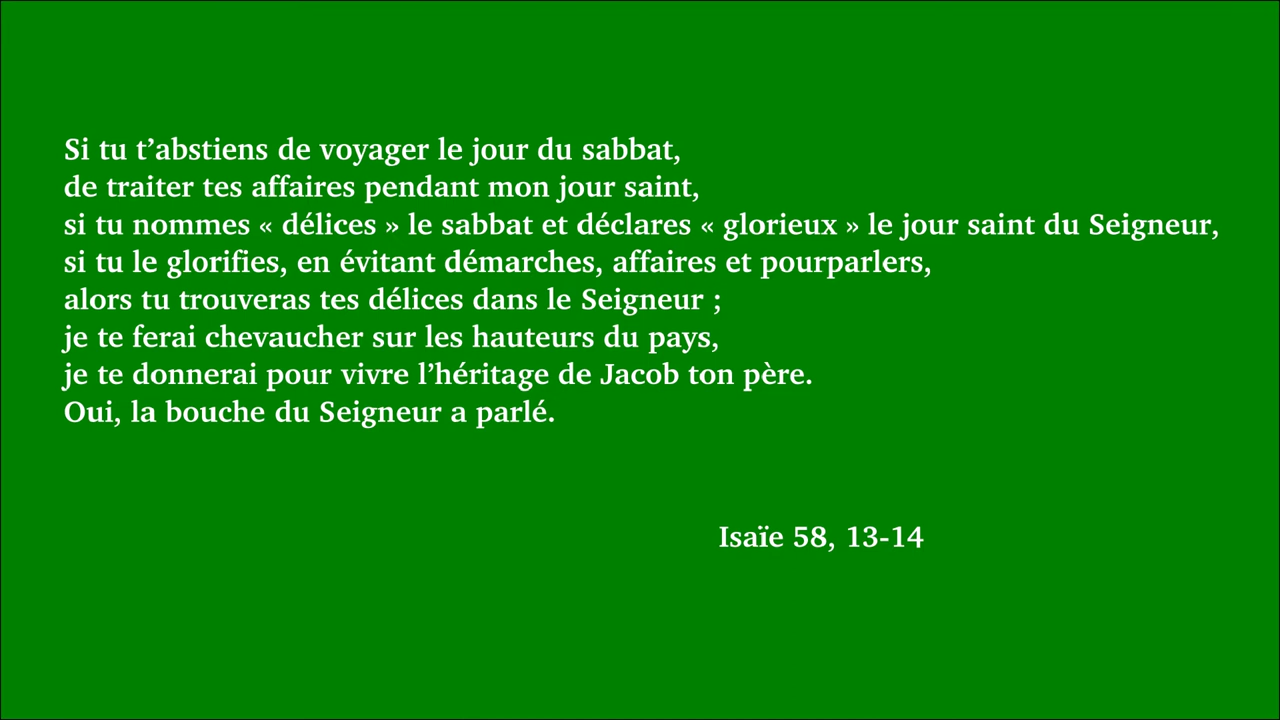 Si tu t’abstiens de voyager le jour du sabbat,
de traiter tes affaires pendant mon jour saint,
si tu nommes « délices » le sabbat et déclares « glorieux » le jour saint du Seigneur,
si tu le glorifies, en évitant démarches, affaires et pourparlers,
alors tu trouveras tes délices dans le Seigneur ;
je te ferai chevaucher sur les hauteurs du pays,
je te donnerai pour vivre l’héritage de Jacob ton père.
Oui, la bouche du Seigneur a parlé.
Isaïe 58, 13-14